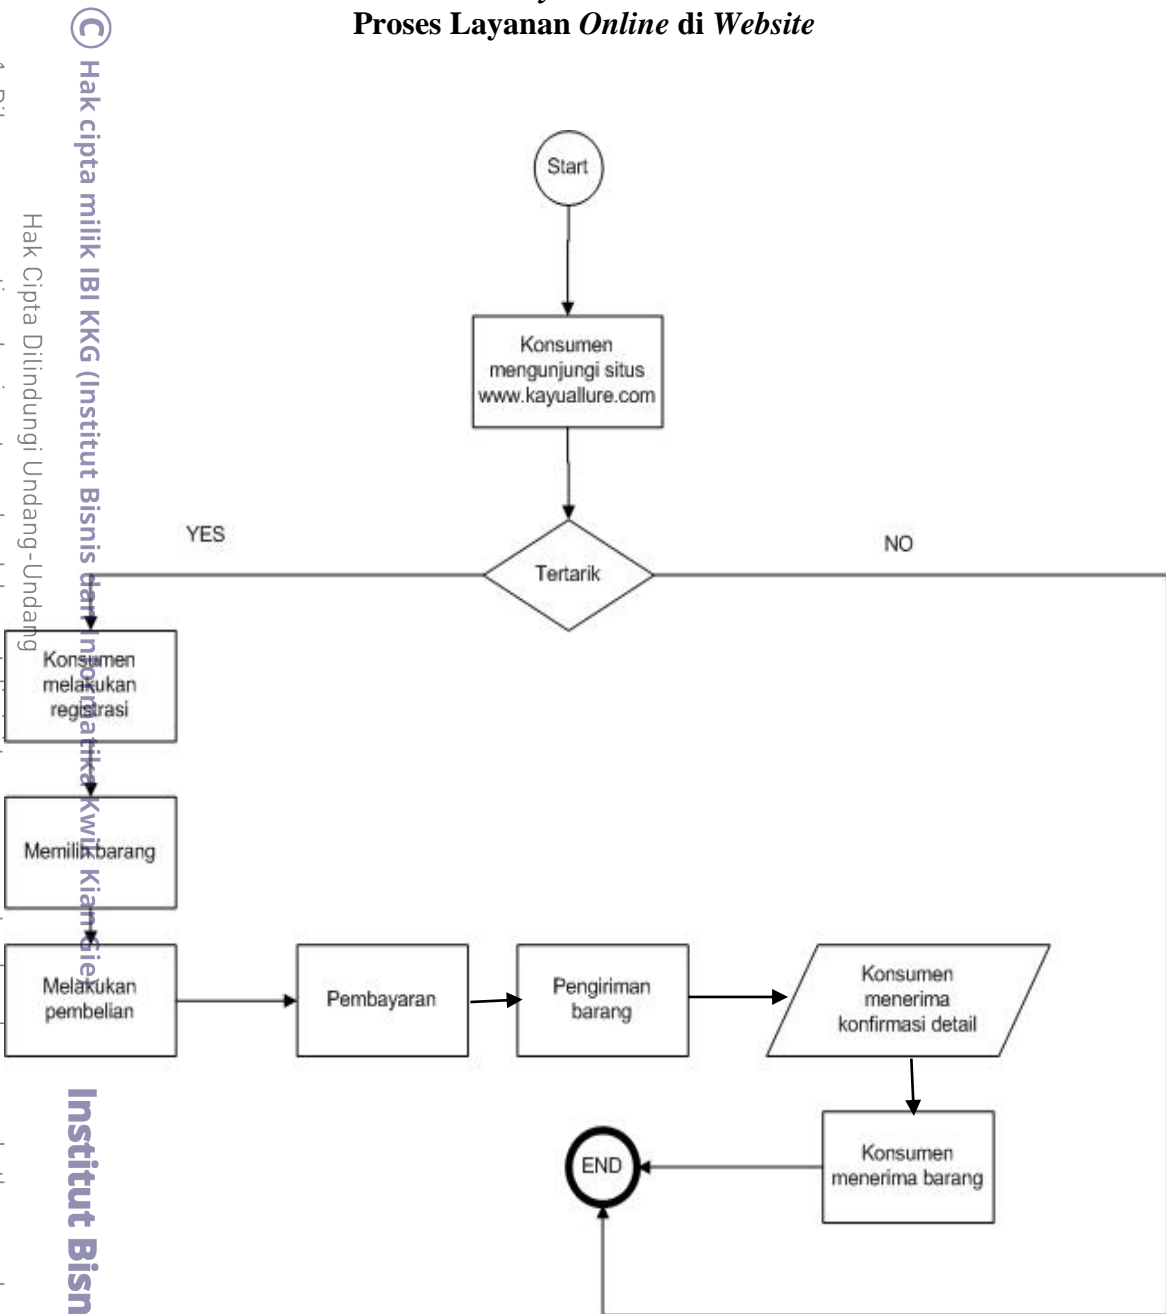 Proses Layanan Online di Website
Start
Konsumen
mengunjungi situs
www.kayuallure.com
YES
Tertarik
NO
Konsumen
melakukan
registrasi
Memilih barang
Melakukan
pembelian
Pembayaran
Pengiriman
barang
Konsumen
menerima
konfirmasi detail
Konsumen
menerima barang
END
© Hak cipta milik IBI KKG (Institut Bisnis dan Informatika Kwik Kian Gie)
Hak Cipta Dilindungi Undang-Undang
Institut Bisn